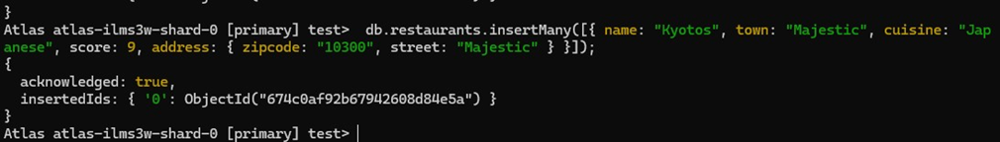 }
Atlas atlas-ilms3w-shard-0 [primary] test>  db.restaurants.insertMany([{ name: "Kyotos", town: "Majestic", cuisine: "Jap
anese", score: 9, address: { zipcode: "10300", street: "Majestic" } }]);
{
  acknowledged: true,
  insertedIds: { '0': ObjectId("674c0af92b67942608d84e5a") }
}
Atlas atlas-ilms3w-shard-0 [primary] test>